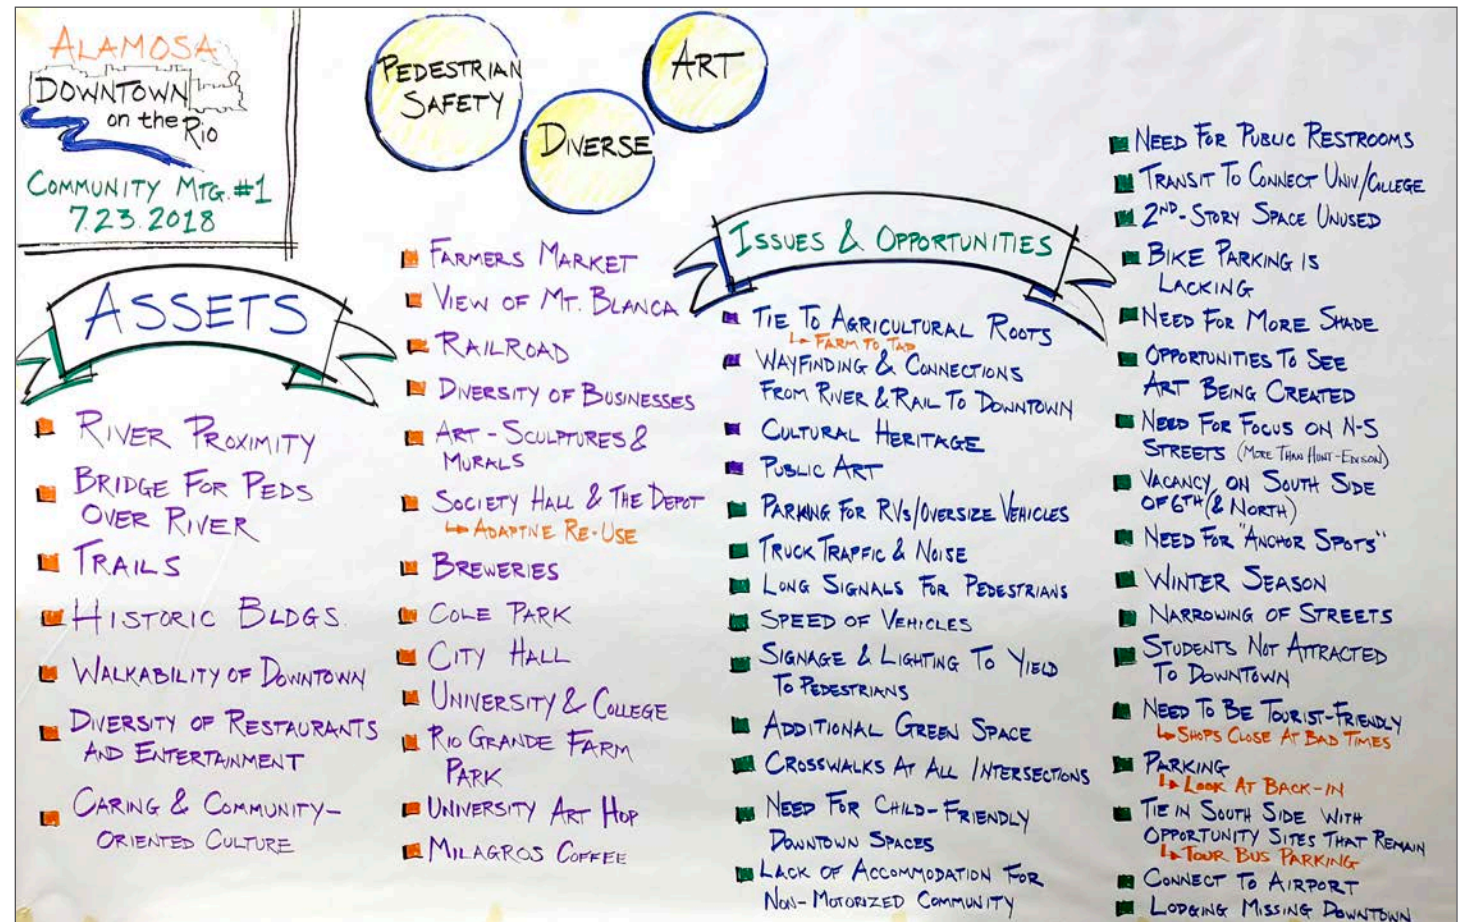 ALAMOSA
DOWNTOWN
on the Rio
COMMUNITY MTG. #1
7.23.2018
PEDESTRIAN
SAFETY
DIVERSE
ART
ASSETS
RIVER PROXIMITY
BRIDGE FOR PEDS
OVER RIVER
TRAILS
HISTORIC BLDGS.
WALKABILITY OF DOWNTOWN
DIVERSITY OF RESTAURANTS
AND ENTERTAINMENT
CARING & COMMUNITY-
ORIENTED CULTURE
FARMERS MARKET
VIEW OF MT. BLANCA
RAILROAD
DIVERSITY OF BUSINESSES
ART - SCULPTURES &
MURALS
SOCIETY HALL & THE DEPOT
ADAPTIVE RE-USE
BREWERIES
COLE PARK
CITY HALL
UNIVERSITY & COLLEGE
RIO GRANDE FARM
PARK
UNIVERSITY ART HOP
MILAGROS COFFEE
ISSUES & OPPORTUNITIES
TIE TO AGRICULTURAL ROOTS
FARM TO TAP
WAYFINDING & CONNECTIONS
FROM RIVER & RAIL TO DOWNTOWN
CULTURAL HERITAGE
PUBLIC ART
PARKING FOR RVs/OVERSIZE VEHICLES
TRUCK TRAFFIC & NOISE
LONG SIGNALS FOR PEDESTRIANS
SPEED OF VEHICLES
SIGNAGE & LIGHTING TO YIELD
TO PEDESTRIANS
ADDITIONAL GREEN SPACE
CROSSWALKS AT ALL INTERSECTIONS
NEED FOR CHILD-FRIENDLY
DOWNTOWN SPACES
LACK OF ACCOMMODATION FOR
NON-MOTORIZED COMMUNITY
NEED FOR PUBLIC RESTROOMS
TRANSIT TO CONNECT UNIV./COLLEGE
2ND-STORY SPACE UNUSED
BIKE PARKING IS
LACKING
NEED FOR MORE SHADE
OPPORTUNITIES TO SEE
ART BEING CREATED
NEED FOR FOCUS ON N-S
STREETS (MORE THAN HUNT-EDISON)
VACANCY ON SOUTH SIDE
OF 6TH (& NORTH)
NEED FOR "ANCHOR SPOTS"
WINTER SEASON
NARROWING OF STREETS
STUDENTS NOT ATTRACTED
TO DOWNTOWN
NEED TO BE TOURIST-FRIENDLY
SHOPS CLOSE AT BAD TIMES
PARKING
LOOK AT BACK-IN
TIE IN SOUTH SIDE WITH
OPPORTUNITY SITES THAT REMAIN
TOUR BUS PARKING
CONNECT TO AIRPORT
LODGING MISSING DOWNTOWN